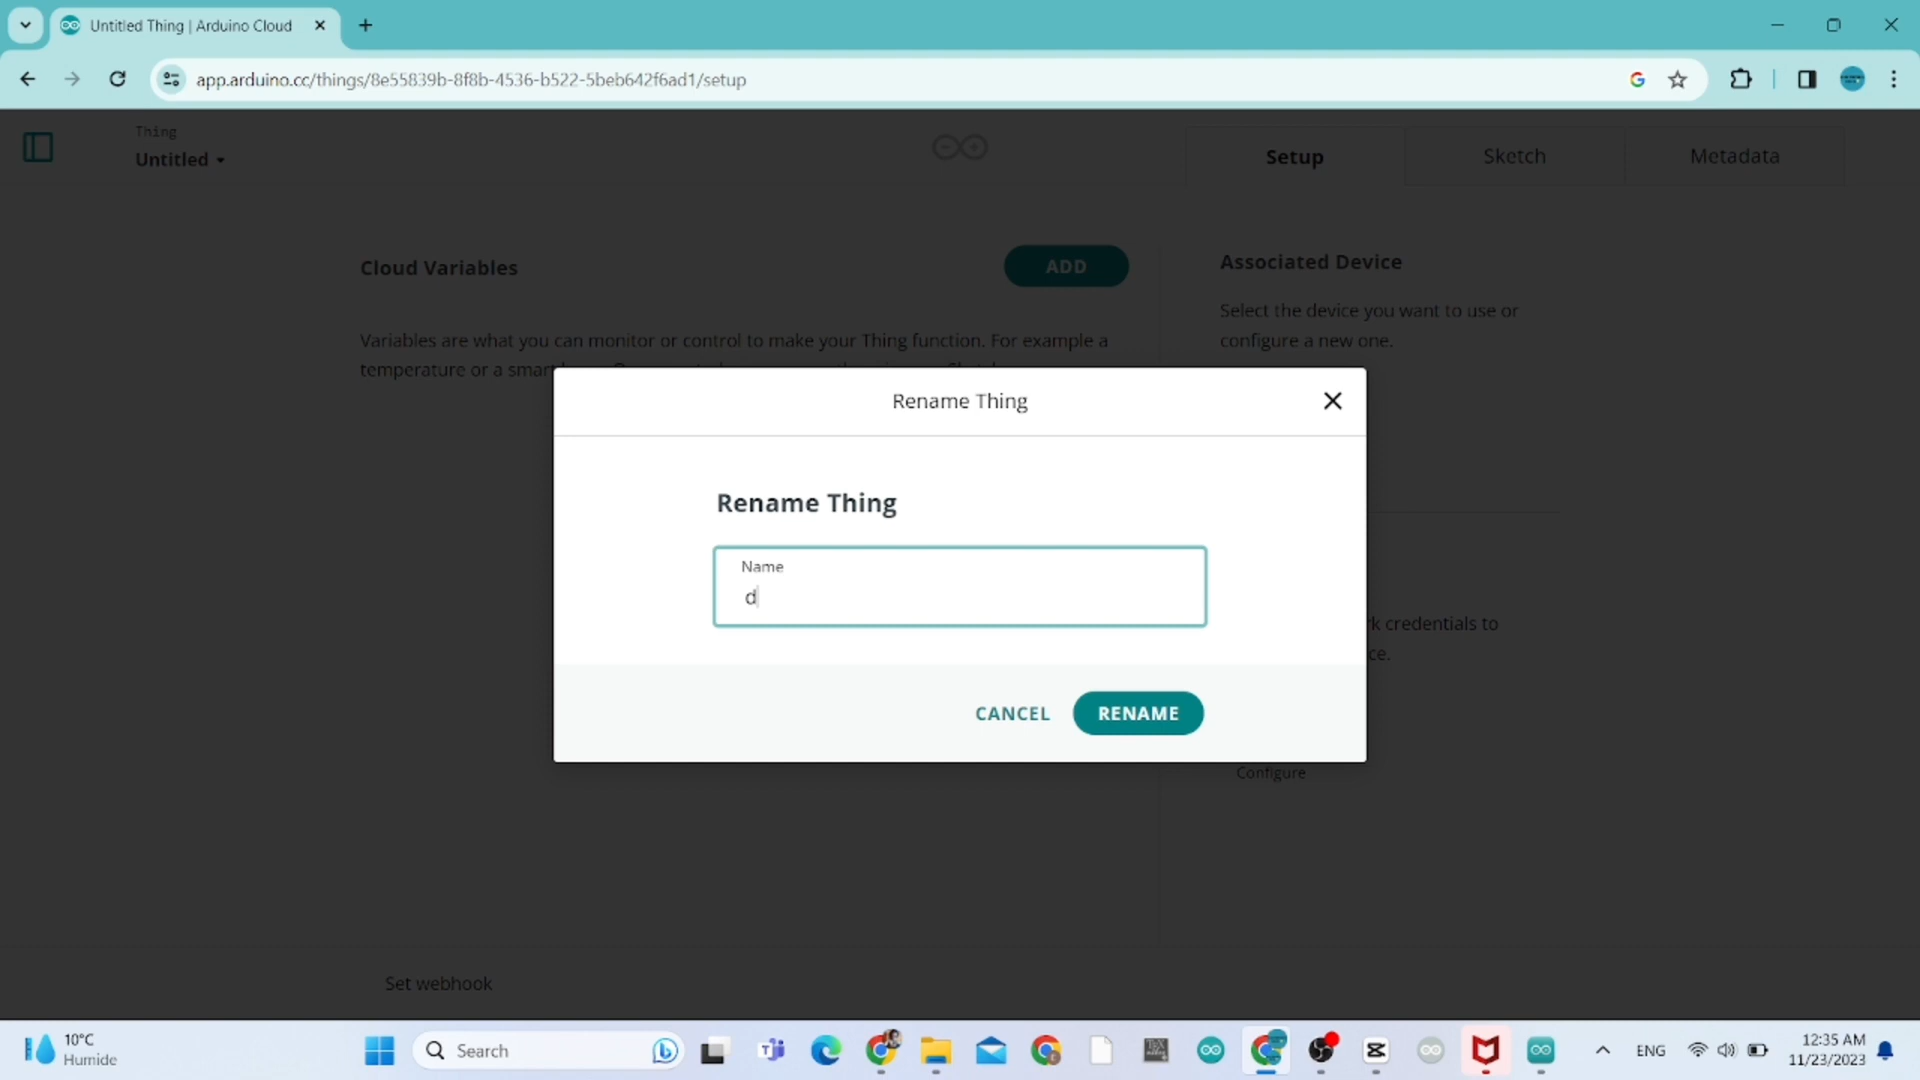 Untitled Thing | Arduino Cloud
app.arduino.cc/things/8e55839b-8f8b-4536-b522-5beb642f6ad1/setup
Thing
Untitled
Setup
Sketch
Metadata
Cloud Variables
ADD
Associated Device
Variables are what you can monitor or control to make your Thing function. For example a
temperature or a smart
Select the device you want to use or
configure a new one.
Rename Thing
Rename Thing
Name
d
CANCEL
RENAME
k credentials to
ce.
Configure
Set webhook
10°C
Humide
Search
ENG
12:35 AM
11/23/2023